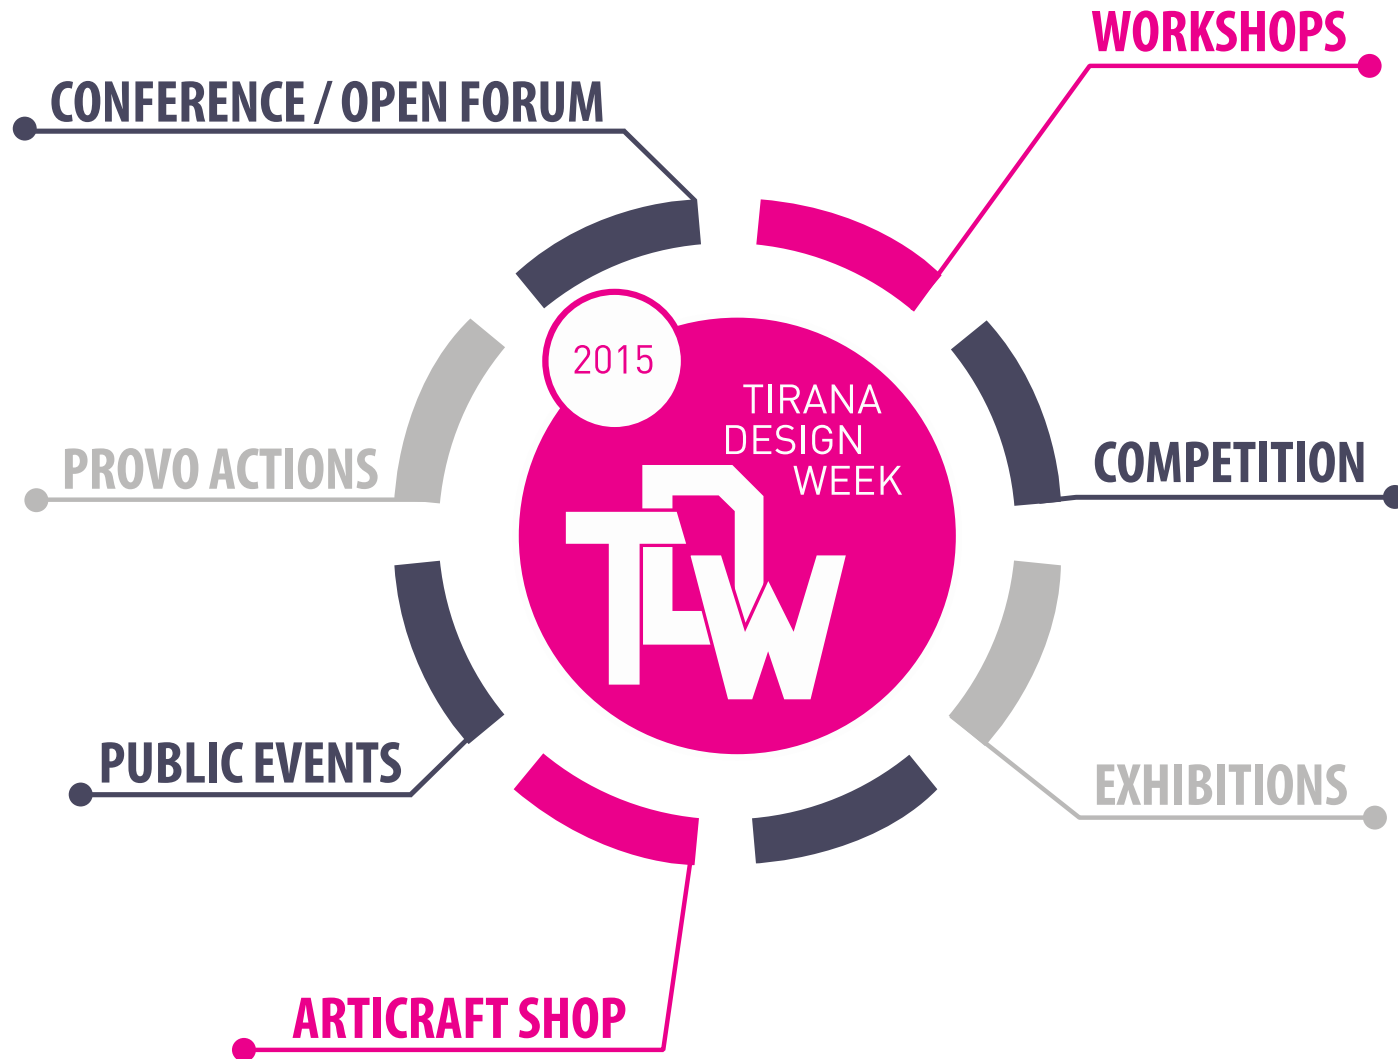 WORKSHOPS
CONFERENCE / OPEN FORUM
2015
TIRANA
DESIGN
WEEK
TDW
PROVO ACTIONS
COMPETITION
PUBLIC EVENTS
EXHIBITIONS
ARTICRAFT SHOP